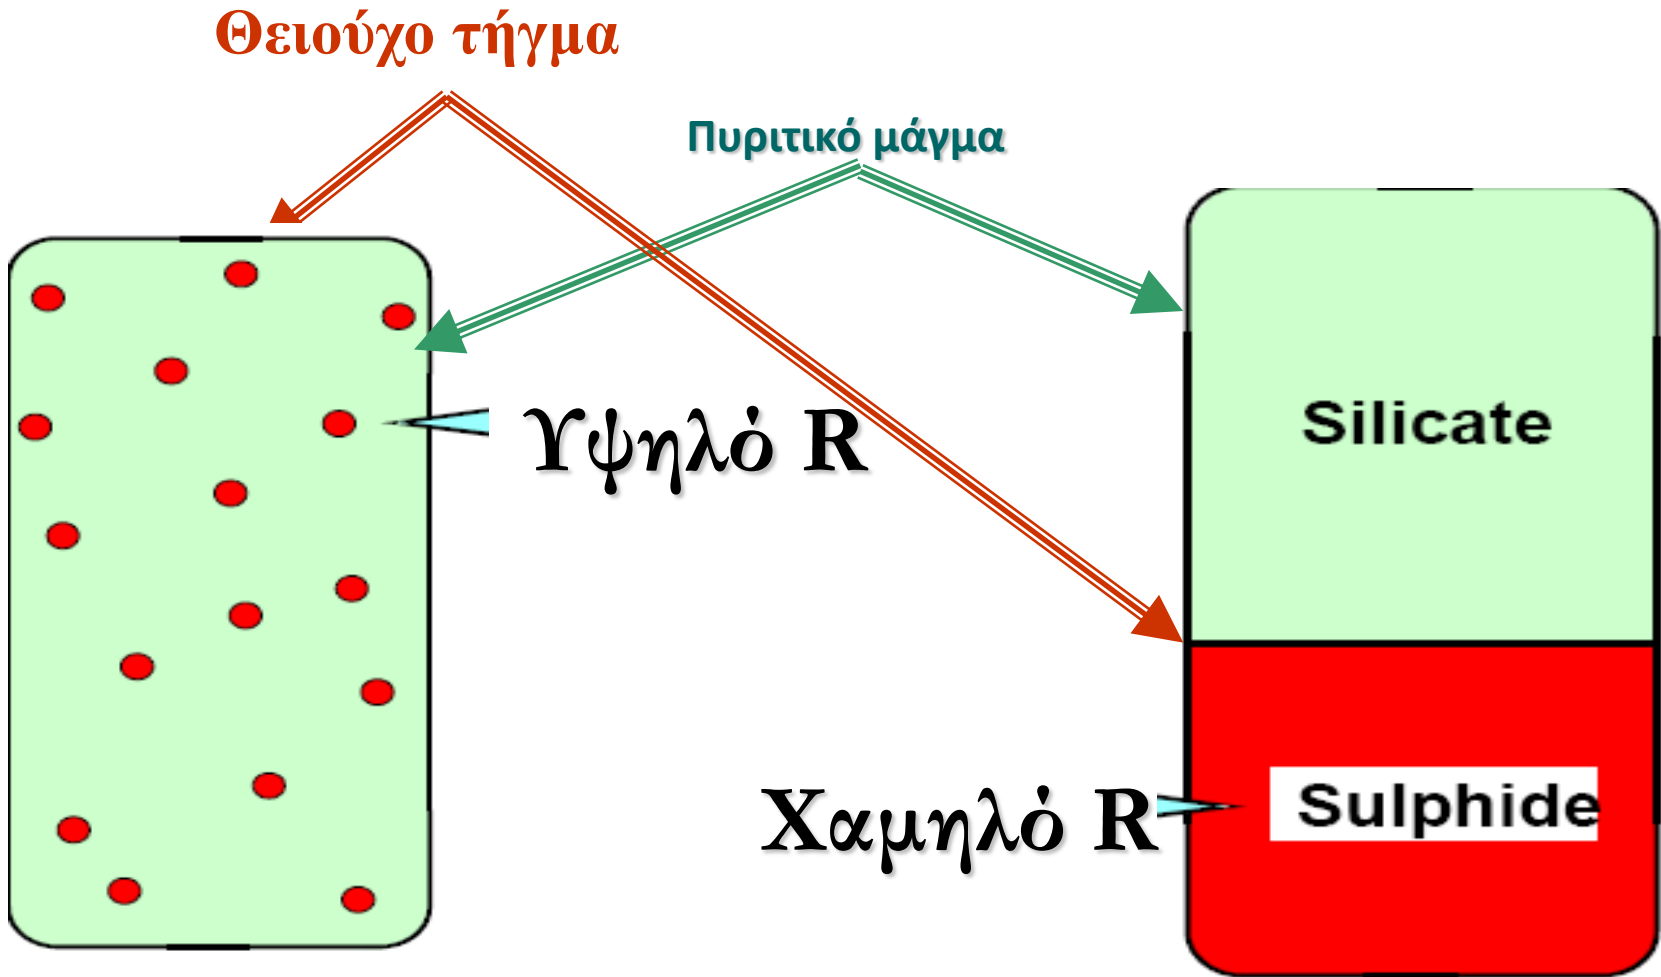 Θειούχο τήγμα
Πυριτικό μάγμα
Υψηλό R
Silicate
Χαμηλό R
Sulphide